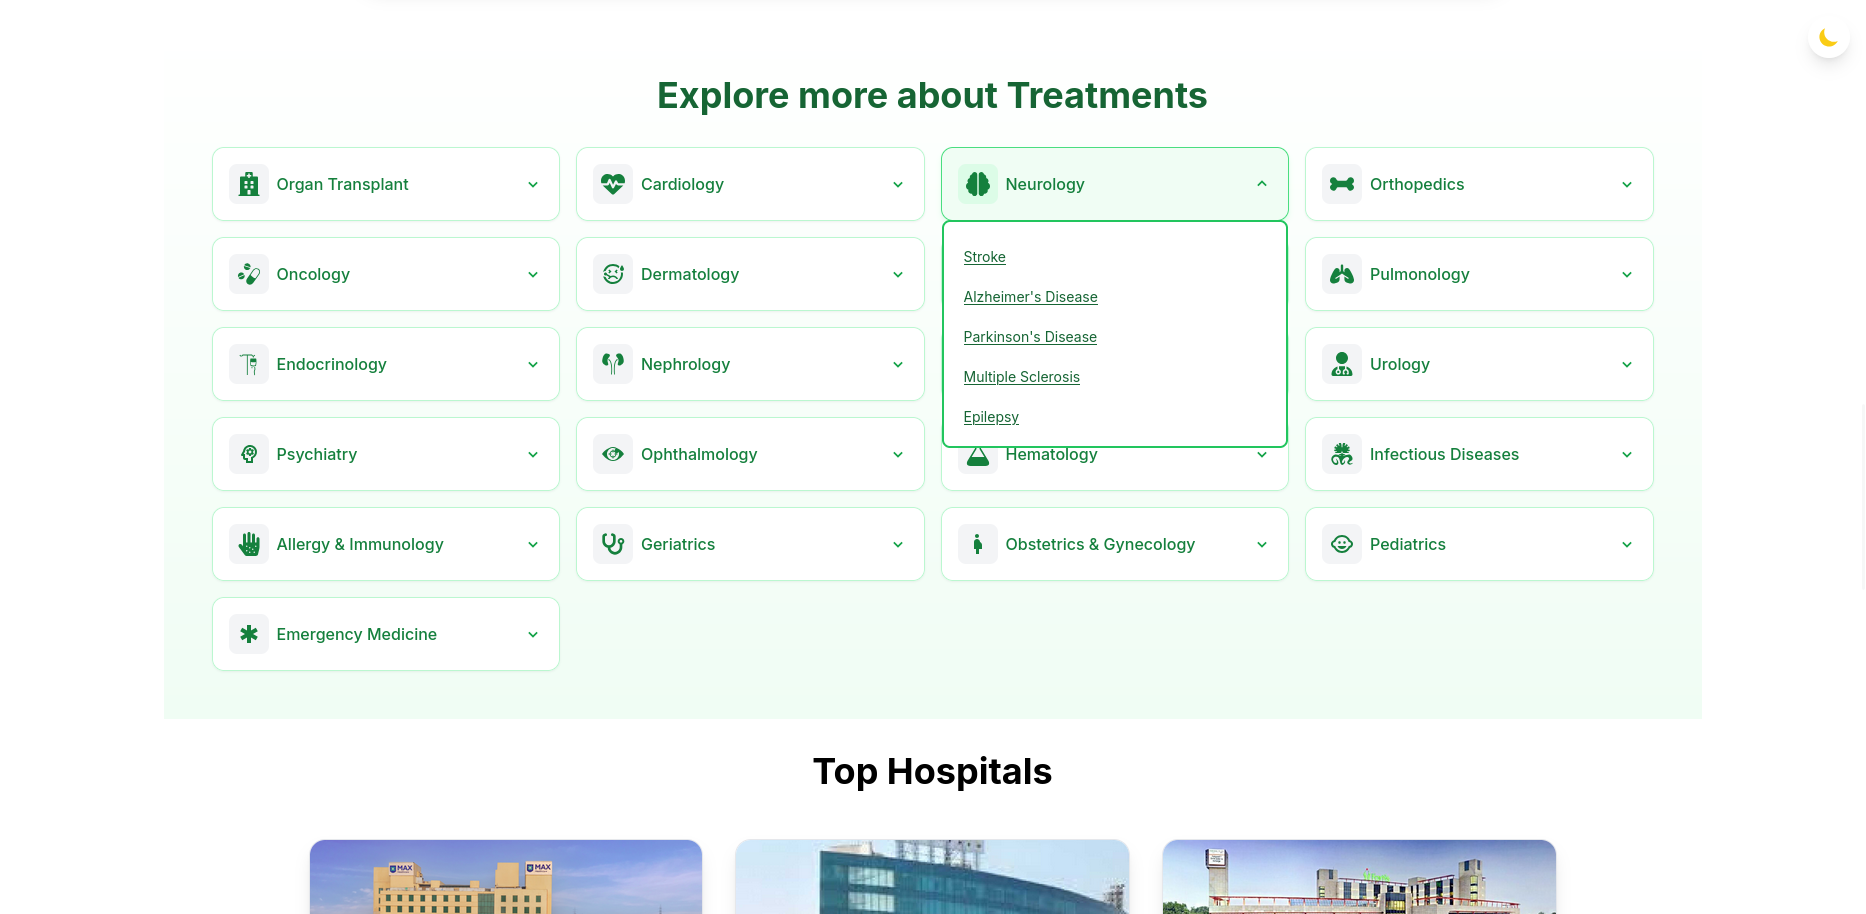 Explore more about Treatments
Organ Transplant
Cardiology
Neurology
Orthopedics
Stroke
Alzheimer's Disease
Parkinson's Disease
Multiple Sclerosis
Epilepsy
Oncology
Dermatology
Pulmonology
Endocrinology
Nephrology
Urology
Psychiatry
Ophthalmology
Hematology
Infectious Diseases
Allergy & Immunology
Geriatrics
Obstetrics & Gynecology
Pediatrics
Emergency Medicine
Top Hospitals
MAX
MAX